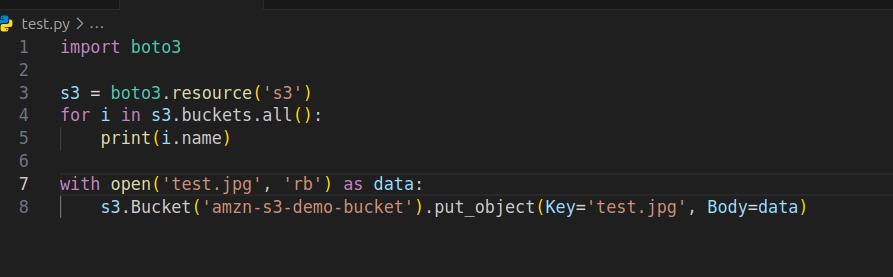 test.py > ...
1 import boto3
2
3 s3 = boto3.resource('s3')
4 for i in s3.buckets.all():
5     print(i.name)
6
7 with open('test.jpg', 'rb') as data:
8     s3.Bucket('amzn-s3-demo-bucket').put_object(Key='test.jpg', Body=data)